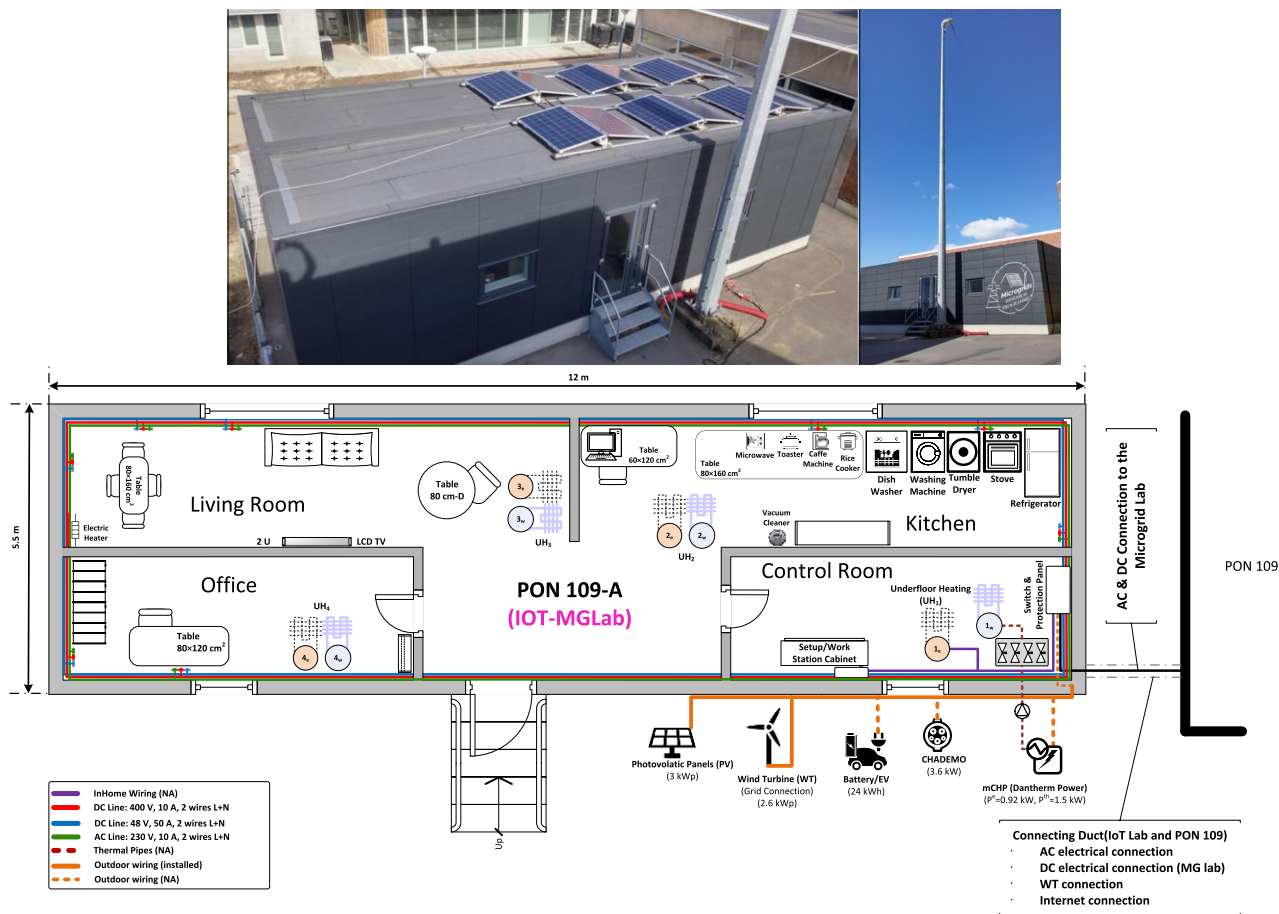 Microgrids
RESEARCH
PROGRAMME
12 m
5.5 m
Table
80×160 cm²
Living Room
Electric
Heater
2 U
LCD TV
Table
80 cm-D
3e
3w
UH3
Table
60×120 cm²
Table
80×160 cm²
Microwave
Toaster
Caffe
Machine
Rice
Cooker
Dish
Washer
Washing
Machine
Tumble
Dryer
Stove
Refrigerator
Vacuum
Cleaner
Kitchen
2e
2w
UH2
Office
UH4
Table
80×120 cm²
4e
4w
PON 109-A
(IOT-MGLab)
Control Room
Underfloor Heating
(UH1)
1e
1w
Setup/Work
Station Cabinet
Switch &
Protection Panel
AC & DC Connection to the
Microgrid Lab
PON 109
Up
Photovolatic Panels (PV)
(3 kWp)
Wind Turbine (WT)
(Grid Connection)
(2.6 kWp)
Battery/EV
(24 kWh)
CHADEMO
(3.6 kW)
mCHP (Dantherm Power)
(Pᵉ=0.92 kW, Pᵗʰ=1.5 kW)
InHome Wiring (NA)
DC Line: 400 V, 10 A, 2 wires L+N
DC Line: 48 V, 50 A, 2 wires L+N
AC Line: 230 V, 10 A, 2 wires L+N
Thermal Pipes (NA)
Outdoor wiring (installed)
Outdoor wiring (NA)
Connecting Duct(IoT Lab and PON 109)
· AC electrical connection
· DC electrical connection (MG lab)
· WT connection
· Internet connection